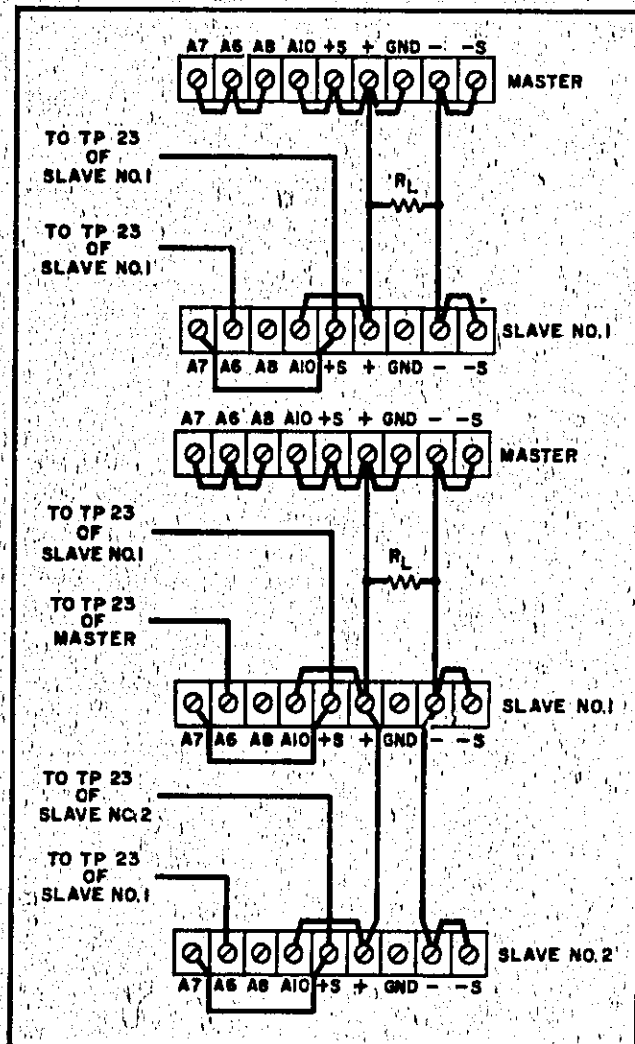 A7 A6 A8 A10 +S + GND - -S
MASTER
TO TP 23
OF
SLAVE NO.1
TO TP 23
OF
SLAVE NO.1
RL
SLAVE NO.1
A7 A6 A8 A10 +S + GND - -S
A7 A6 A8 A10 +S + GND - -S
MASTER
TO TP 23
OF
SLAVE NO.1
RL
TO TP 23
OF
MASTER
SLAVE NO.1
A7 A6 A8 A10 +S + GND - -S
TO TP 23
OF
SLAVE NO.2
TO TP 23
OF
SLAVE NO.1
SLAVE NO.2
A7 A6 A8 A10 +S + GND - -S